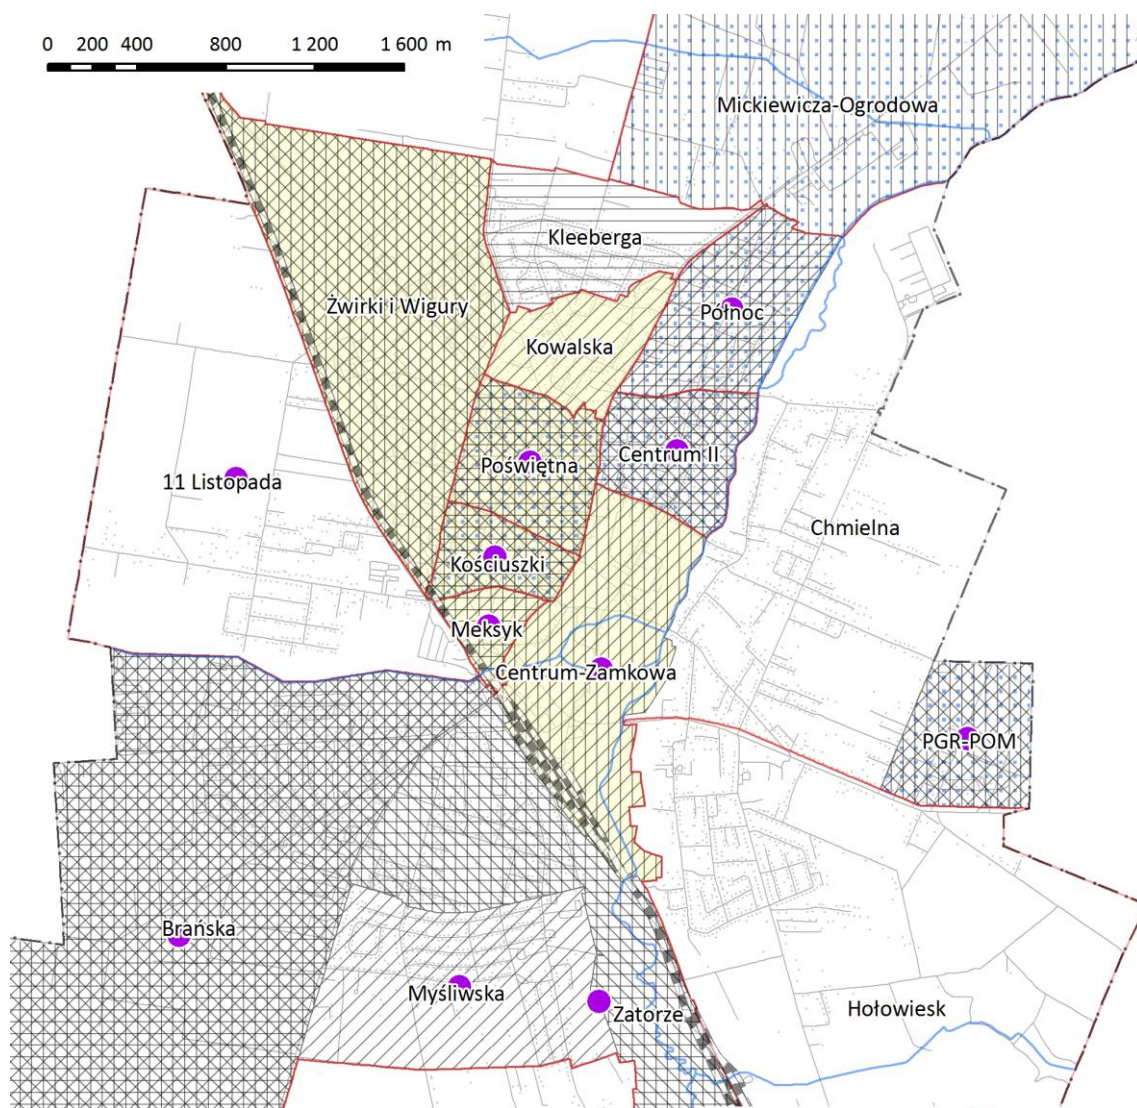 0 200 400 800 1 200 1 600 m
Mickiewicza-Ogrodowa
Kleeberga
Żwirki i Wigury
Północ
Kowalska
Centrum II
Poświętna
11 Listopada
Chmielna
Kościuszki
Meksyk
Centrum-Zamkowa
PGR-POM
Brańska
Myśliwska
Hołowiesk
Zatorze